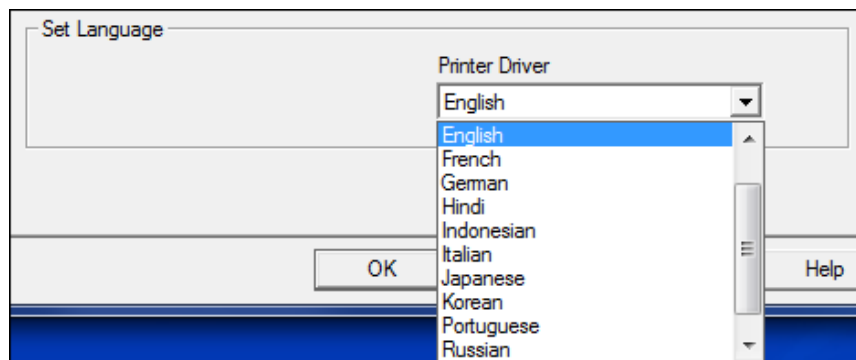 Set Language
Printer Driver
English
English
French
German
Hindi
Indonesian
Italian
Japanese
Korean
Portuguese
Russian
OK
Help